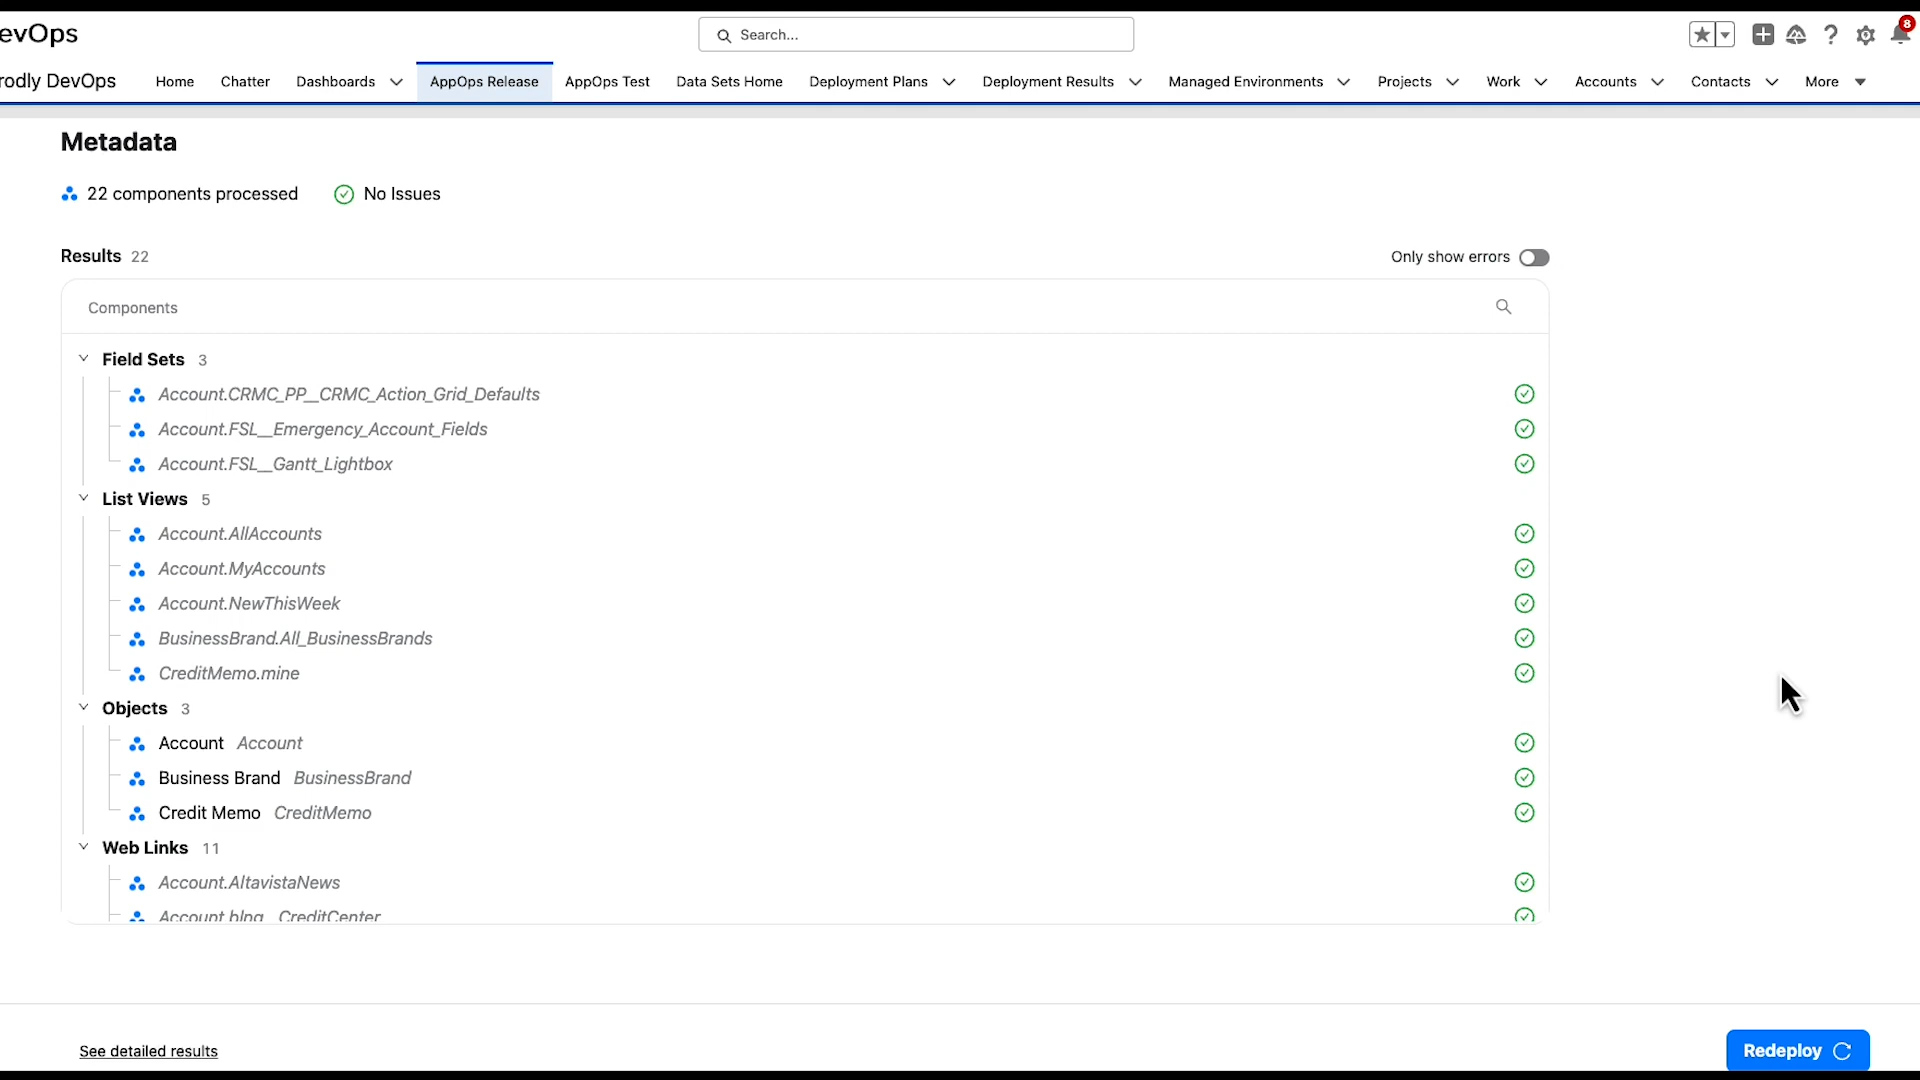 evOps
Search...
8
rodly DevOps
Home
Chatter
Dashboards
AppOps Release
AppOps Test
Data Sets Home
Deployment Plans
Deployment Results
Managed Environments
Projects
Work
Accounts
Contacts
More
Metadata
22 components processed
No Issues
Results 22
Only show errors
Components
Field Sets 3
Account.CRMC_PP__CRMC_Action_Grid_Defaults
Account.FSL__Emergency_Account_Fields
Account.FSL__Gantt_Lightbox
List Views 5
Account.AllAccounts
Account.MyAccounts
Account.NewThisWeek
BusinessBrand.All_BusinessBrands
CreditMemo.mine
Objects 3
Account Account
Business Brand BusinessBrand
Credit Memo CreditMemo
Web Links 11
Account.AltavistaNews
Account.blng__CreditCenter
See detailed results
Redeploy